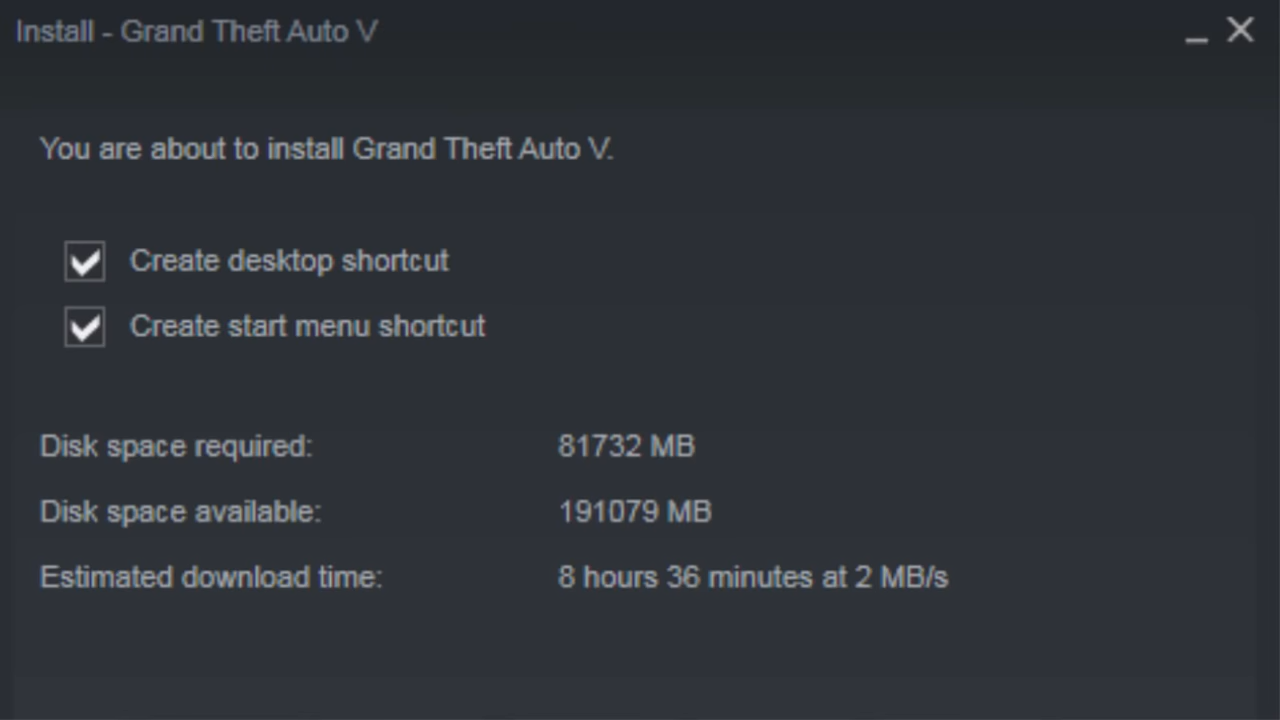 Install - Grand Theft Auto V
You are about to install Grand Theft Auto V.
Create desktop shortcut
Create start menu shortcut
Disk space required: 81732 MB
Disk space available: 191079 MB
Estimated download time: 8 hours 36 minutes at 2 MB/s